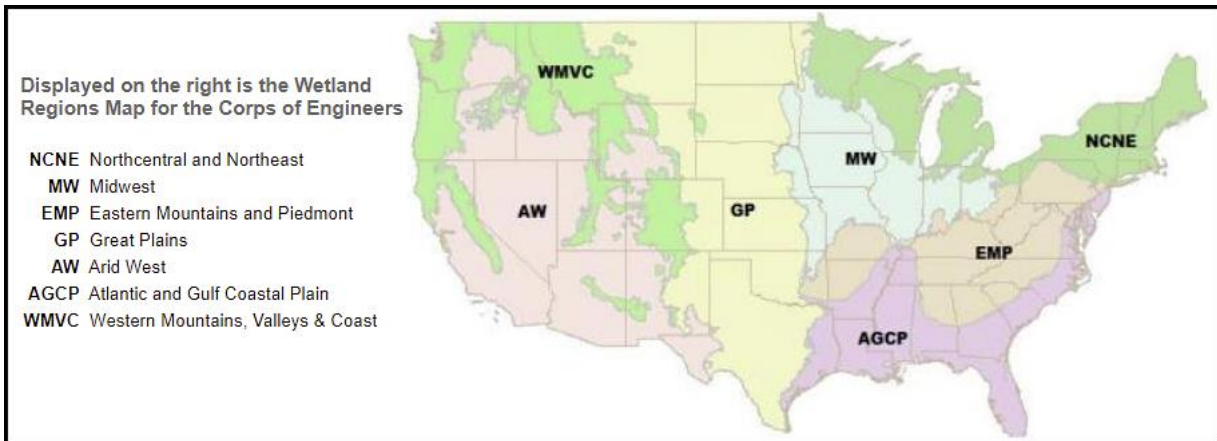 Displayed on the right is the Wetland
Regions Map for the Corps of Engineers
NCNE Northcentral and Northeast
MW Midwest
EMP Eastern Mountains and Piedmont
GP Great Plains
AW Arid West
AGCP Atlantic and Gulf Coastal Plain
WMVC Western Mountains, Valleys & Coast
WMVC
NCNE
MW
AW
GP
EMP
AGCP